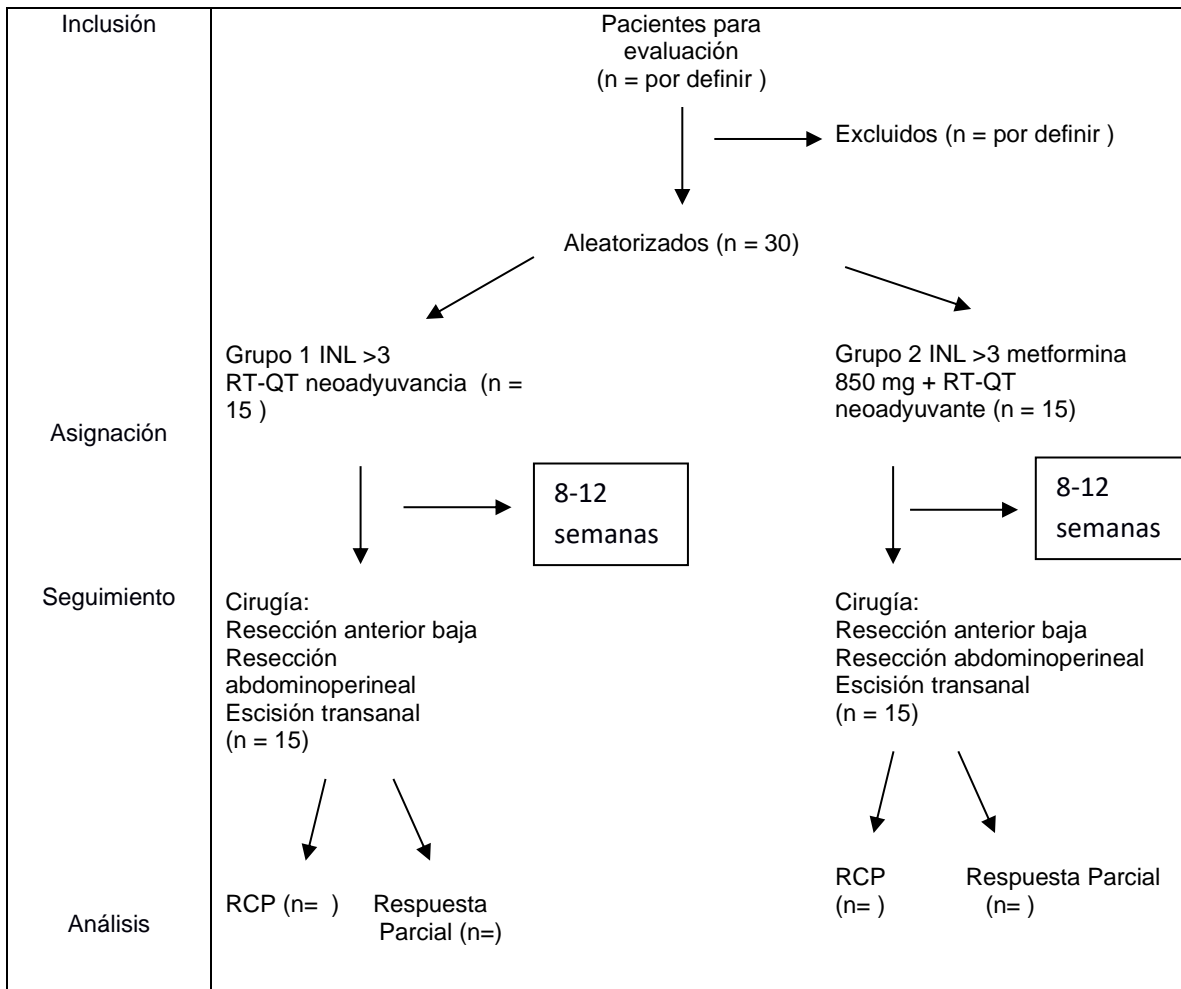 Inclusión
Pacientes para
evaluación
(n = por definir )
Excluidos (n = por definir )
Aleatorizados (n = 30)
Asignación
Grupo 1 INL >3
RT-QT neoadyuvancia (n =
15 )
Grupo 2 INL >3 metformina
850 mg + RT-QT
neoadyuvante (n = 15)
8-12
semanas
8-12
semanas
Seguimiento
Cirugía:
Resección anterior baja
Resección
abdominoperineal
Escisión transanal
(n = 15)
Cirugía:
Resección anterior baja
Resección abdominoperineal
Escisión transanal
(n = 15)
Análisis
RCP (n= )
Respuesta
Parcial (n=)
RCP
(n= )
Respuesta Parcial
(n= )